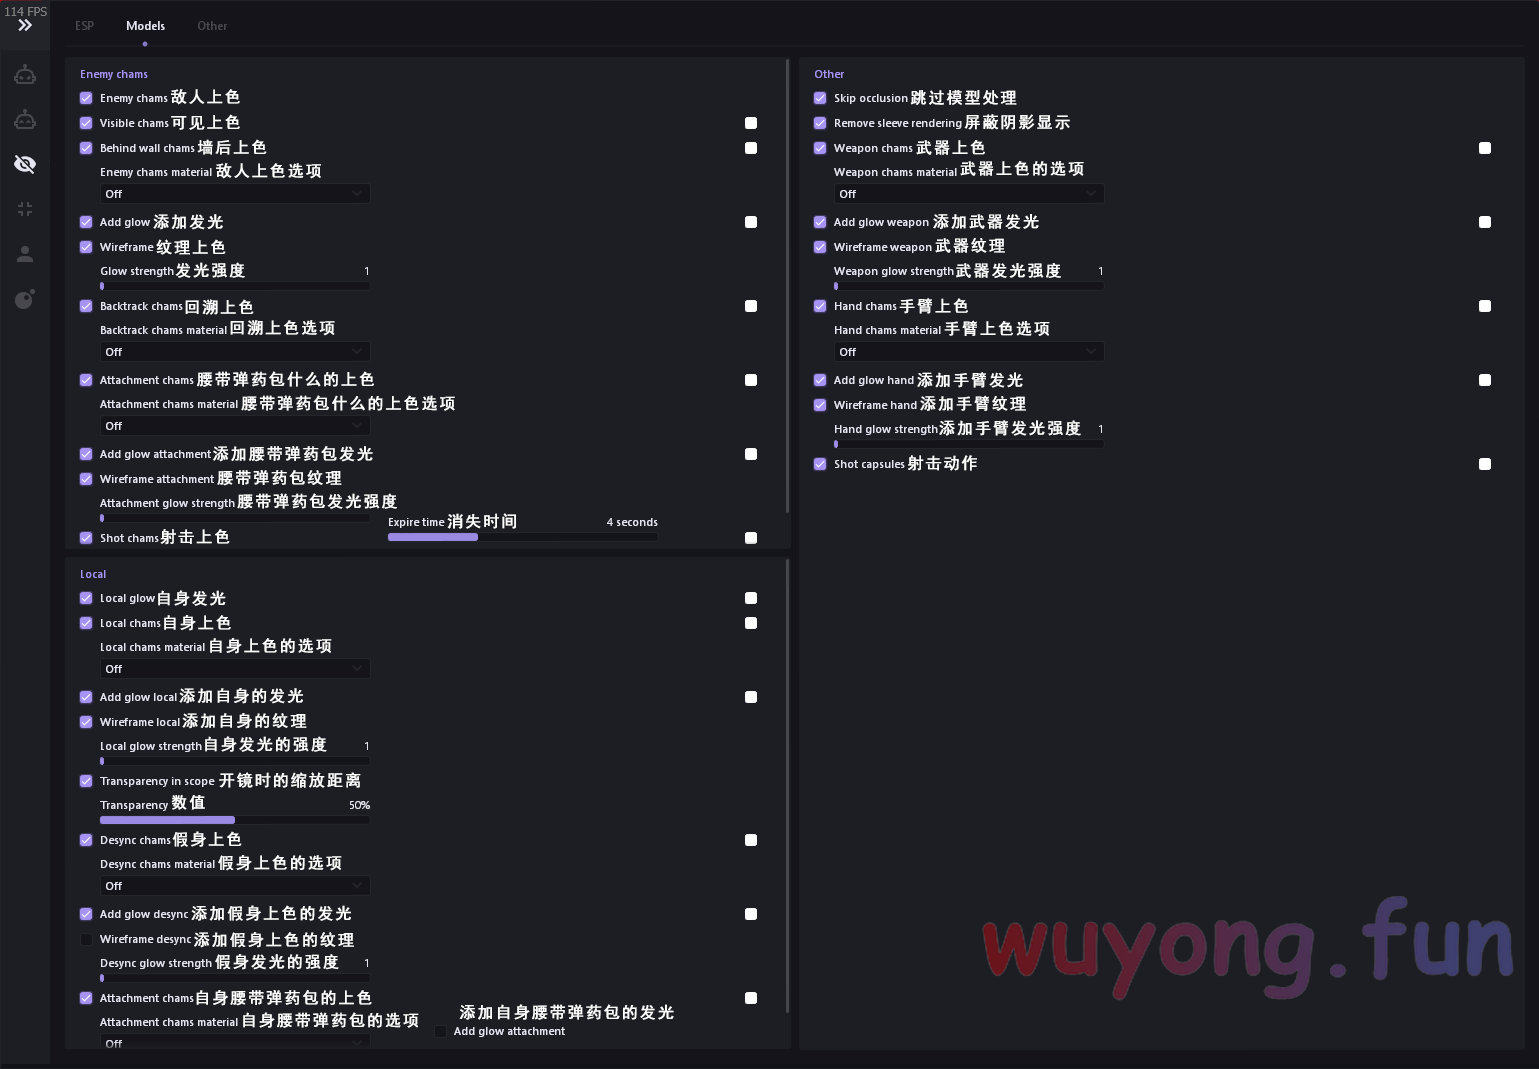 114 FPS
ESP Models Other
Enemy chams
Enemy chams 敌人上色
Visible chams 可见上色
Behind wall chams 墙后上色
Enemy chams material 敌人上色选项
Off
Add glow 添加发光
Wireframe 纹理上色
Glow strength 发光强度 1
Backtrack chams 回溯上色
Backtrack chams material 回溯上色选项
Off
Attachment chams 腰带弹药包什么的上色
Attachment chams material 腰带弹药包什么的上色选项
Off
Add glow attachment 添加腰带弹药包发光
Wireframe attachment 腰带弹药包纹理
Attachment glow strength 腰带弹药包发光强度
Expire time 消失时间 4 seconds
Shot chams 射击上色
Local
Local glow 自身发光
Local chams 自身上色
Local chams material 自身上色的选项
Off
Add glow local 添加自身的发光
Wireframe local 添加自身的纹理
Local glow strength 自身发光的强度 1
Transparency in scope 开镜时的缩放距离
Transparency 数值 50%
Desync chams 假身上色
Desync chams material 假身上色的选项
Off
Add glow desync 添加假身上色的发光
Wireframe desync 添加假身上色的纹理
Desync glow strength 假身发光的强度 1
Attachment chams 自身腰带弹药包的上色
Attachment chams material 自身腰带弹药包的选项
Off
添加自身腰带弹药包的发光
Add glow attachment
Other
Skip occlusion 跳过模型处理
Remove sleeve rendering 屏蔽阴影显示
Weapon chams 武器上色
Weapon chams material 武器上色的选项
Off
Add glow weapon 添加武器发光
Wireframe weapon 武器纹理
Weapon glow strength 武器发光强度 1
Hand chams 手臂上色
Hand chams material 手臂上色选项
Off
Add glow hand 添加手臂发光
Wireframe hand 添加手臂纹理
Hand glow strength 添加手臂发光强度 1
Shot capsules 射击动作
wuyong.fun